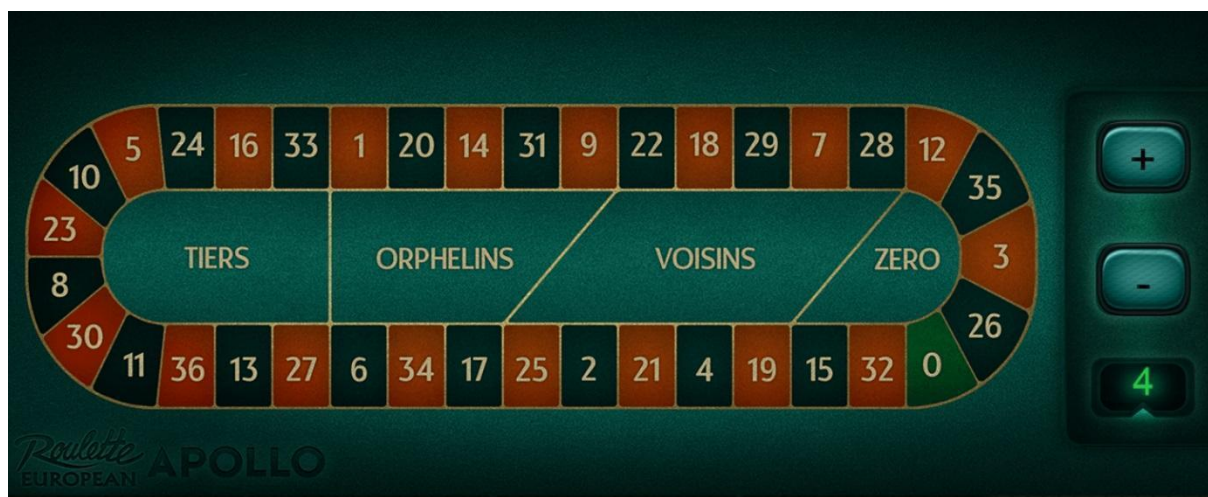 5 24 16 33 1 20 14 31 9 22 18 29 7 28 12
10 35
23 3
8 26
30
TIERS ORPHELINS VOISINS ZERO
11 36 13 27 6 34 17 25 2 21 4 19 15 32 0
+
-
4
Roulette
EUROPEAN
APOLLO